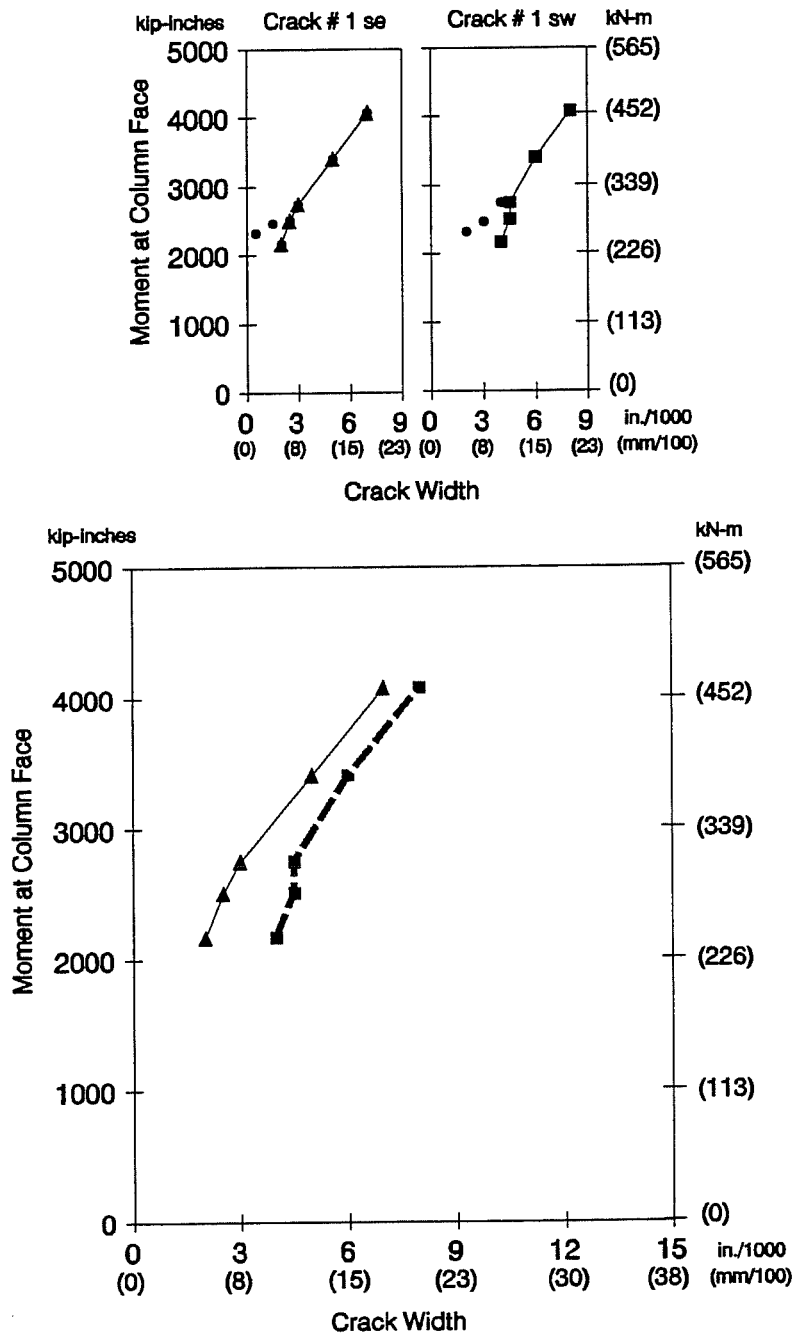 kip-inches Crack # 1 se Crack # 1 sw kN-m
5000 (565)
4000 (452)
3000 (339)
2000 (226)
1000 (113)
0 (0)
Moment at Column Face
0 3 6 9 0 3 6 9 in./1000
(0) (8) (15) (23) (0) (8) (15) (23) (mm/100)
Crack Width
kip-inches kN-m
5000 (565)
4000 (452)
3000 (339)
2000 (226)
1000 (113)
0 (0)
Moment at Column Face
0 3 6 9 12 15 in./1000
(0) (8) (15) (23) (30) (38) (mm/100)
Crack Width